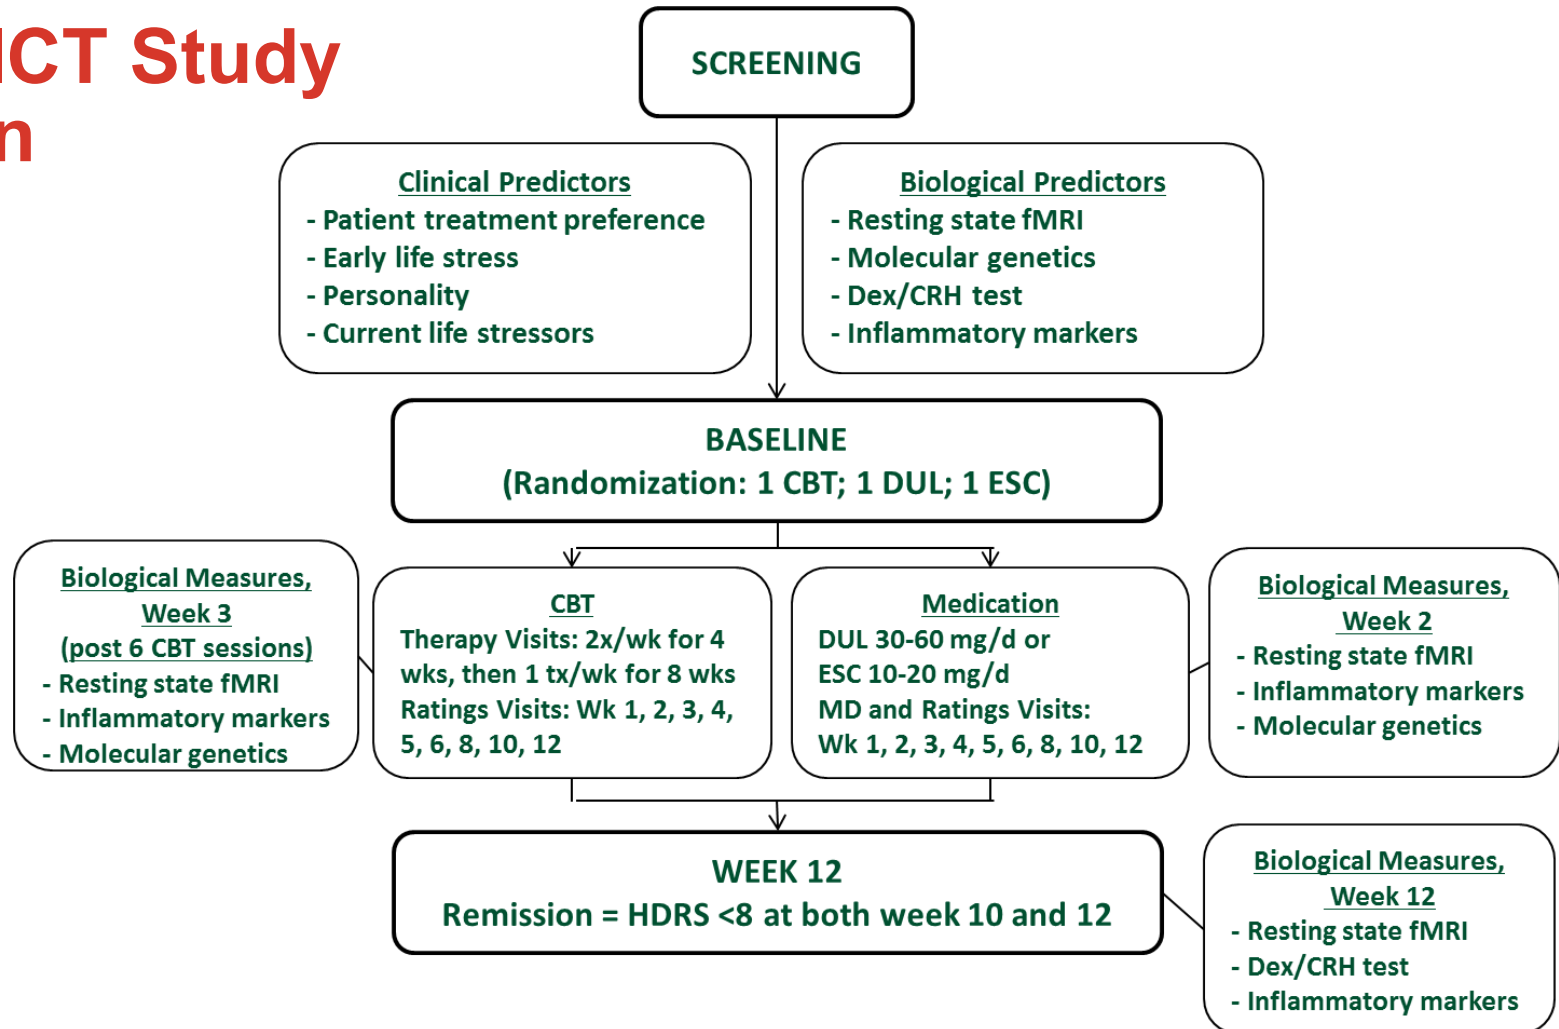 ICT Study
n
SCREENING
Clinical Predictors
- Patient treatment preference
- Early life stress
- Personality
- Current life stressors
Biological Predictors
- Resting state fMRI
- Molecular genetics
- Dex/CRH test
- Inflammatory markers
BASELINE
(Randomization: 1 CBT; 1 DUL; 1 ESC)
Biological Measures,
Week 3
(post 6 CBT sessions)
- Resting state fMRI
- Inflammatory markers
- Molecular genetics
CBT
Therapy Visits: 2x/wk for 4
wks, then 1 tx/wk for 8 wks
Ratings Visits: Wk 1, 2, 3, 4,
5, 6, 8, 10, 12
Medication
DUL 30-60 mg/d or
ESC 10-20 mg/d
MD and Ratings Visits:
Wk 1, 2, 3, 4, 5, 6, 8, 10, 12
Biological Measures,
Week 2
- Resting state fMRI
- Inflammatory markers
- Molecular genetics
WEEK 12
Remission = HDRS <8 at both week 10 and 12
Biological Measures,
Week 12
- Resting state fMRI
- Dex/CRH test
- Inflammatory markers